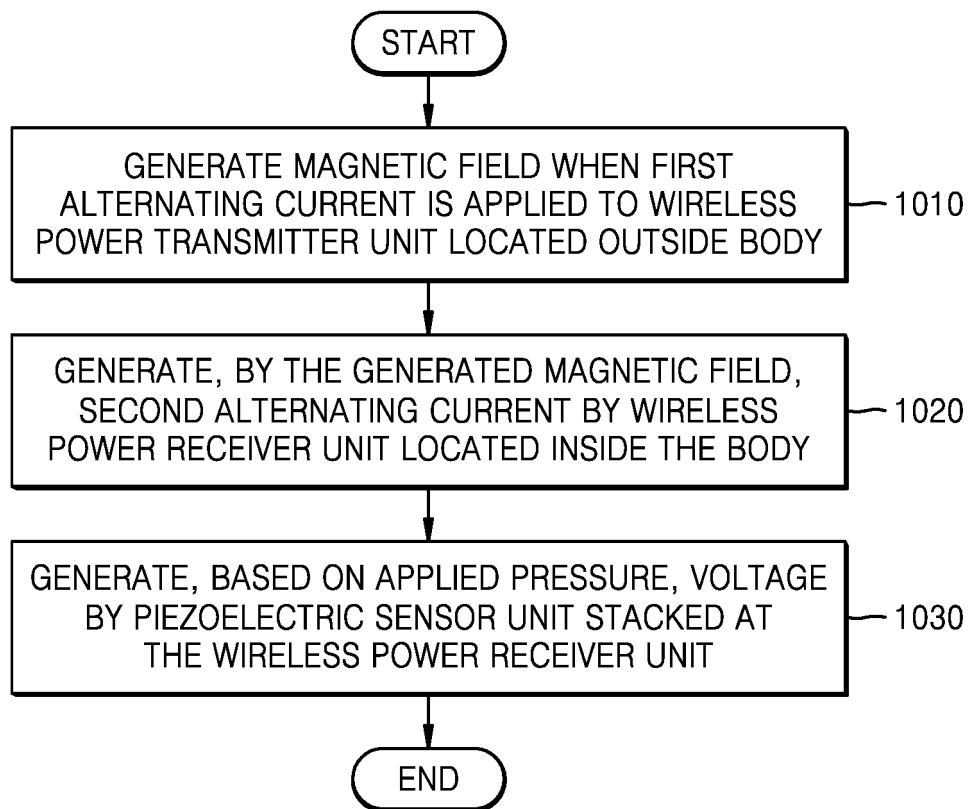 START
GENERATE MAGNETIC FIELD WHEN FIRST
ALTERNATING CURRENT IS APPLIED TO WIRELESS
POWER TRANSMITTER UNIT LOCATED OUTSIDE BODY
1010
GENERATE, BY THE GENERATED MAGNETIC FIELD,
SECOND ALTERNATING CURRENT BY WIRELESS
POWER RECEIVER UNIT LOCATED INSIDE THE BODY
1020
GENERATE, BASED ON APPLIED PRESSURE, VOLTAGE
BY PIEZOELECTRIC SENSOR UNIT STACKED AT
THE WIRELESS POWER RECEIVER UNIT
1030
END